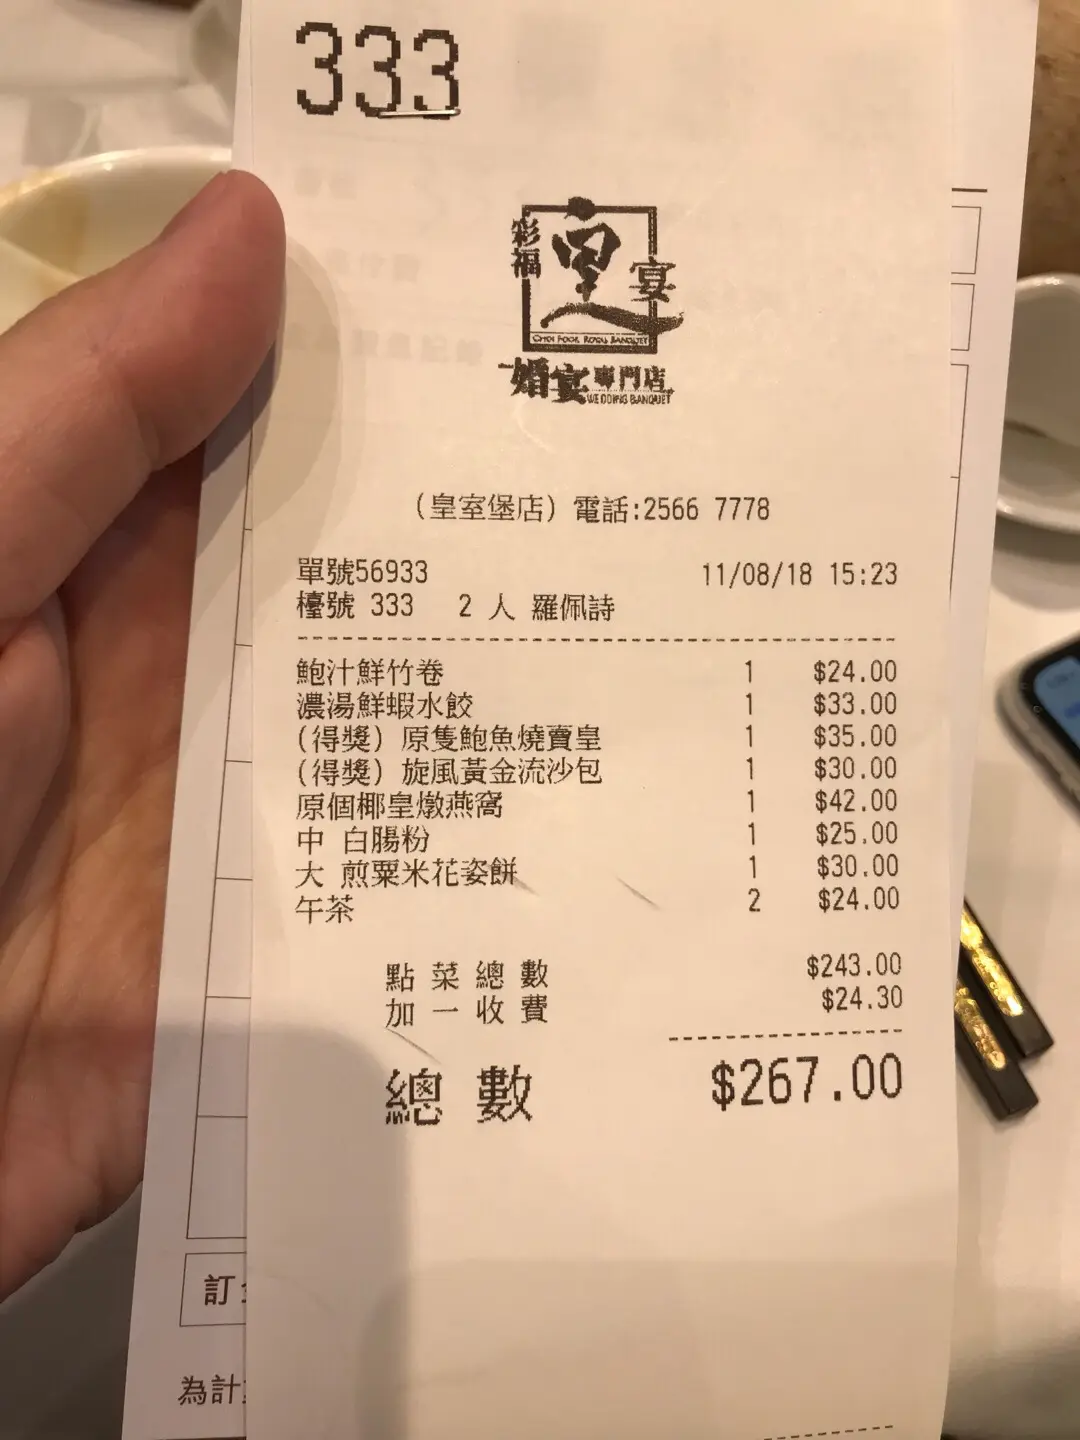 333
彩福
皇
宴
CHOI FOOK ROYAL BANQUET
婚宴專門店
WEDDING BANQUET
(皇室堡店) 電話:2566 7778
單號56933 11/08/18 15:23
檯號 333 2 人 羅佩詩
鮑汁鮮竹卷 1 $24.00
濃湯鮮蝦水餃 1 $33.00
(得獎) 原隻鮑魚燒賣皇 1 $35.00
(得獎) 旋風黃金流沙包 1 $30.00
原個椰皇燉燕窩 1 $42.00
中 白腸粉 1 $25.00
大 煎粟米花姿餅 1 $30.00
午茶 2 $24.00
點菜總數 $243.00
加一收費 $24.30
總數 $267.00
訂
為計